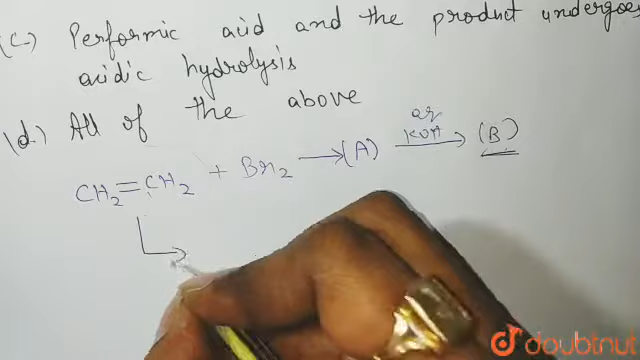 (C) Performic acid and the product undergoes
acidic hydrolysis
(d) All of the above
CH2=CH2 + Br2 → (A) aq KOH → (B)
doubtnut